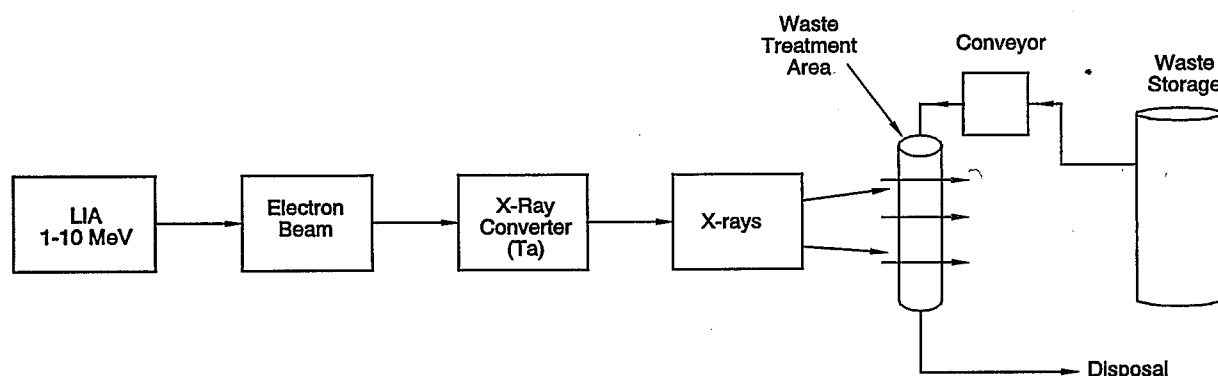 Waste
Treatment
Area
Conveyor
Waste
Storage
LIA
1-10 MeV
Electron
Beam
X-Ray
Converter
(Ta)
X-rays
Disposal